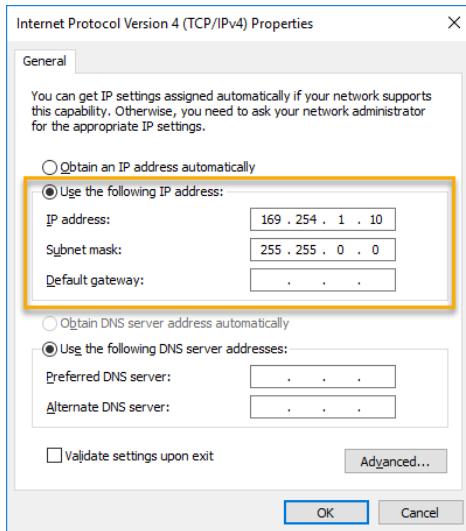 Internet Protocol Version 4 (TCP/IPv4) Properties
General
You can get IP settings assigned automatically if your network supports
this capability. Otherwise, you need to ask your network administrator
for the appropriate IP settings.
Obtain an IP address automatically
Use the following IP address:
IP address: 169 . 254 . 1 . 10
Subnet mask: 255 . 255 . 0 . 0
Default gateway: . . .
Obtain DNS server address automatically
Use the following DNS server addresses:
Preferred DNS server: . . .
Alternate DNS server: . . .
Validate settings upon exit
Advanced...
OK Cancel